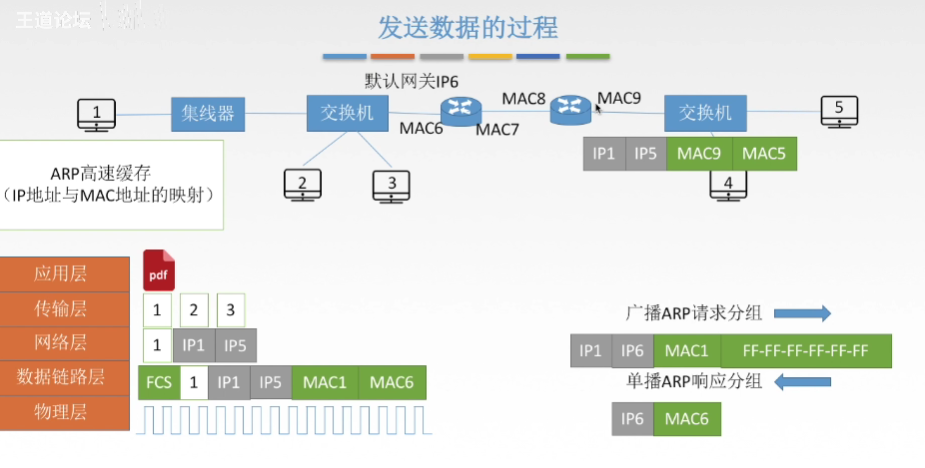 王道论坛
发送数据的过程
默认网关IP6
1
集线器
交换机
MAC6
MAC7
MAC8
MAC9
交换机
5
IP1 IP5 MAC9 MAC5
2
3
4
ARP高速缓存
(IP地址与MAC地址的映射)
应用层
pdf
传输层
1 2 3
网络层
1 IP1 IP5
数据链路层
FCS 1 IP1 IP5 MAC1 MAC6
物理层
广播ARP请求分组
IP1 IP6 MAC1 FF-FF-FF-FF-FF-FF
单播ARP响应分组
IP6 MAC6